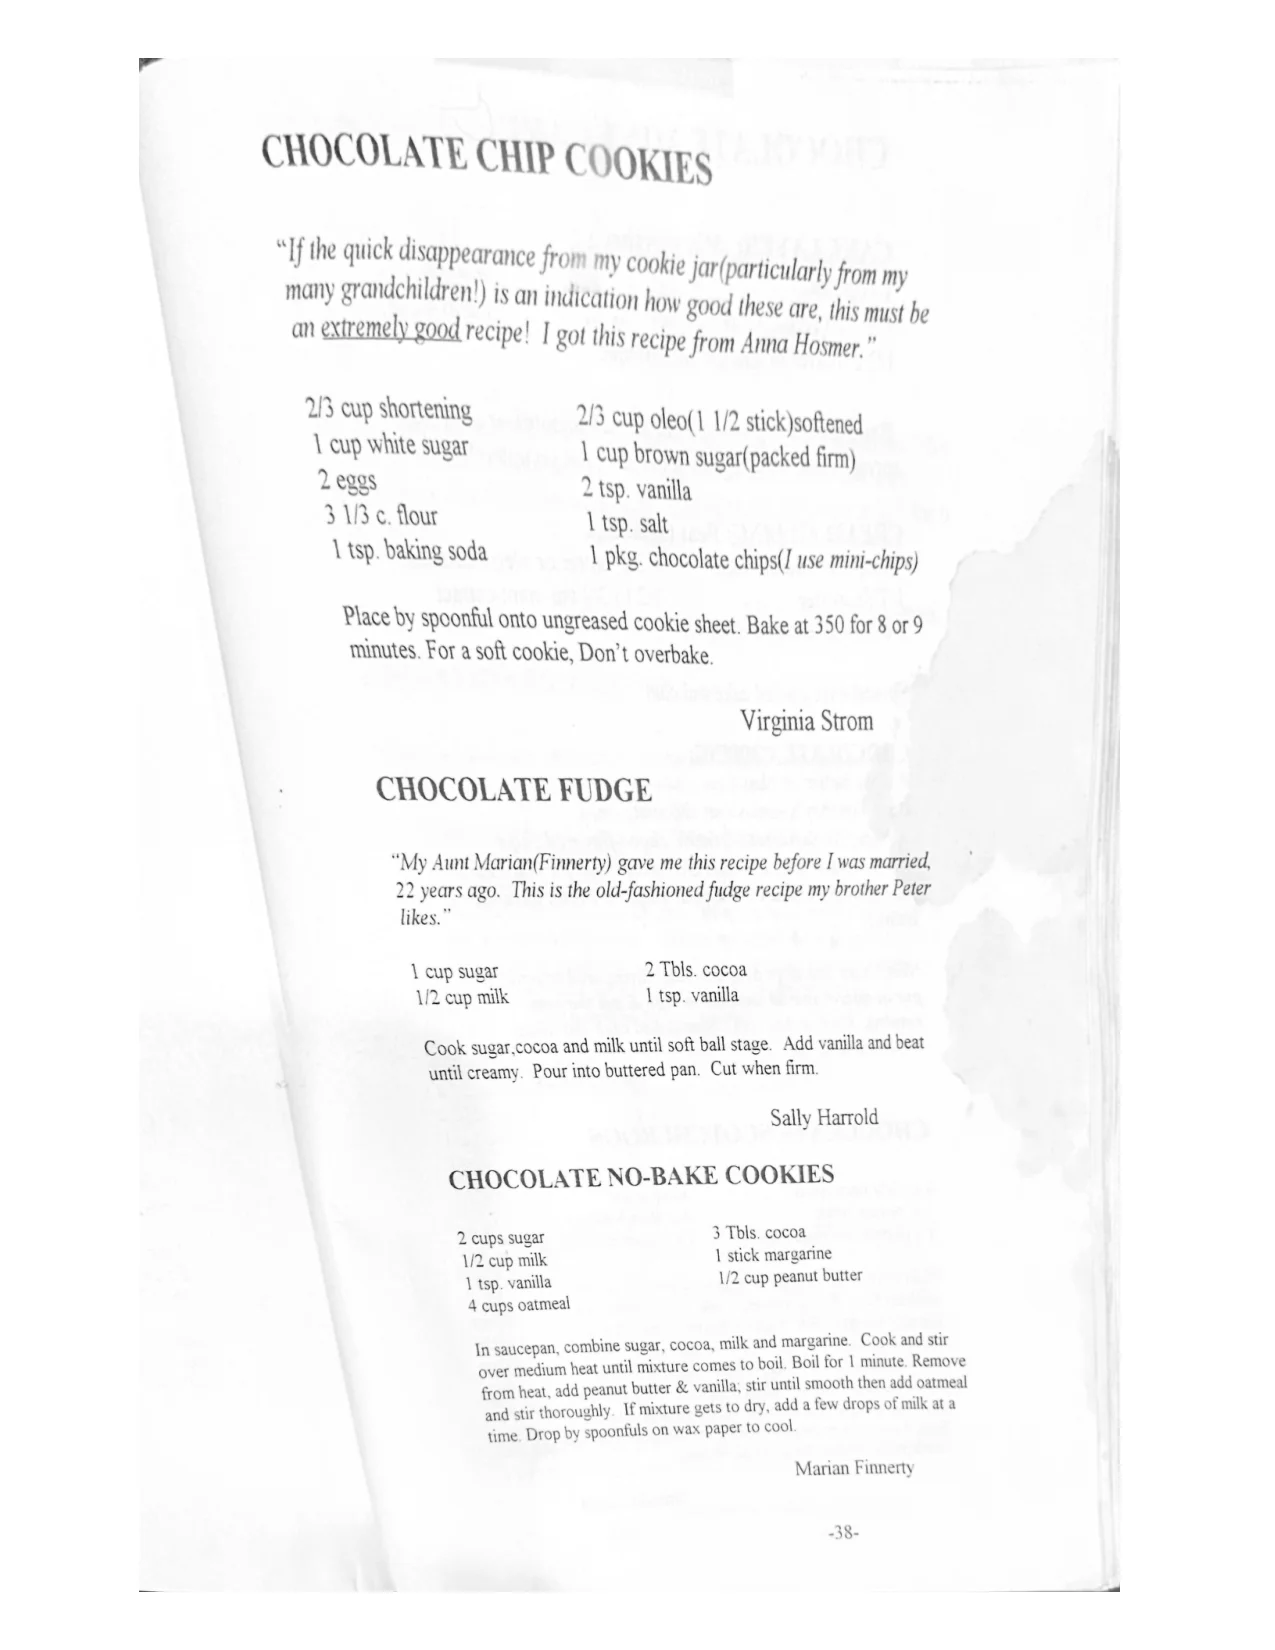 CHOCOLATE CHIP COOKIES
"If the quick disappearance from my cookie jar(particularly from my
many grandchildren!) is an indication how good these are, this must be
an extremely good recipe! I got this recipe from Anna Hosmer."
2/3 cup shortening 2/3 cup oleo(1 1/2 stick)softened
1 cup white sugar 1 cup brown sugar(packed firm)
2 eggs 2 tsp. vanilla
3 1/3 c. flour 1 tsp. salt
1 tsp. baking soda 1 pkg. chocolate chips(I use mini-chips)
Place by spoonful onto ungreased cookie sheet. Bake at 350 for 8 or 9
minutes. For a soft cookie, Don't overbake.
Virginia Strom
CHOCOLATE FUDGE
"My Aunt Marian(Finnerty) gave me this recipe before I was married,
22 years ago. This is the old-fashioned fudge recipe my brother Peter
likes."
1 cup sugar 2 Tbls. cocoa
1/2 cup milk 1 tsp. vanilla
Cook sugar,cocoa and milk until soft ball stage. Add vanilla and beat
until creamy. Pour into buttered pan. Cut when firm.
Sally Harrold
CHOCOLATE NO-BAKE COOKIES
2 cups sugar 3 Tbls. cocoa
1/2 cup milk 1 stick margarine
1 tsp. vanilla 1/2 cup peanut butter
4 cups oatmeal
In saucepan, combine sugar, cocoa, milk and margarine. Cook and stir
over medium heat until mixture comes to boil. Boil for 1 minute. Remove
from heat, add peanut butter & vanilla; stir until smooth then add oatmeal
and stir thoroughly. If mixture gets to dry, add a few drops of milk at a
time. Drop by spoonfuls on wax paper to cool.
Marian Finnerty
-38-